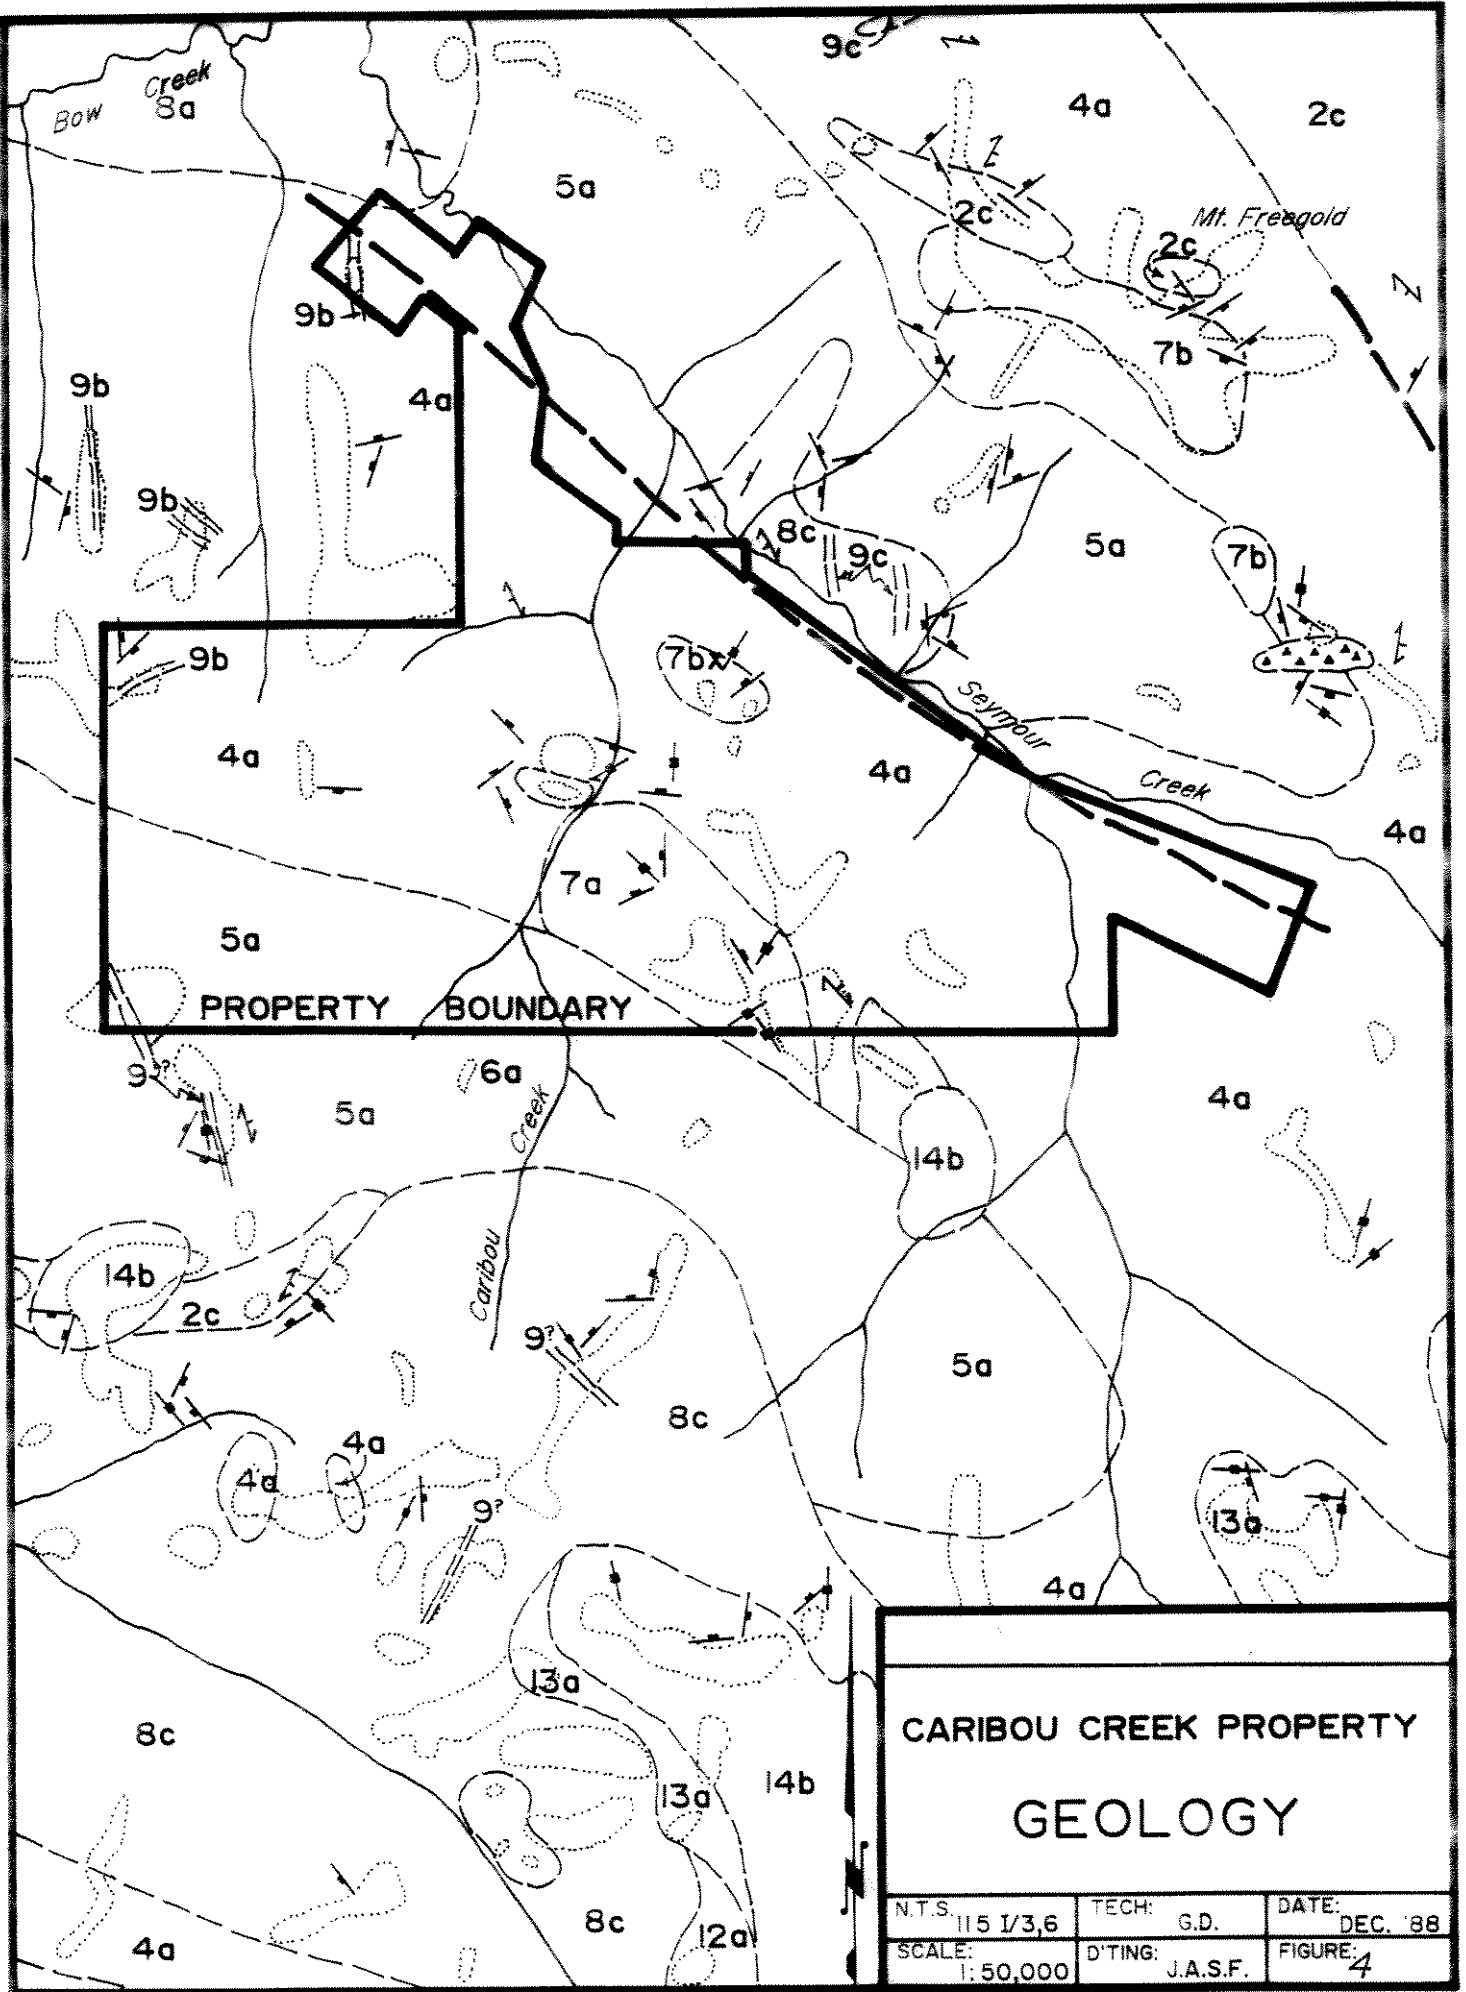 9c
Bow Creek
8a
4a
2c
5a
2c
Mt. Freegold
2c
9b
7b
9b
4a
9b
8c
9c
5a
7b
9b
7bx
Seymour
4a
4a
Creek
4a
7a
5a
PROPERTY BOUNDARY
9??
6a
5a
Creek
4a
14b
14b
2c
Caribou
9?
5a
8c
4a
4a
9?
13a
4a
13a
8c
13a
14b
8c
12a
4a
CARIBOU CREEK PROPERTY
GEOLOGY
N.T.S. 115 I/3,6
TECH: G.D.
DATE: DEC. '88
SCALE: 1:50,000
D'TING: J.A.S.F.
FIGURE: 4